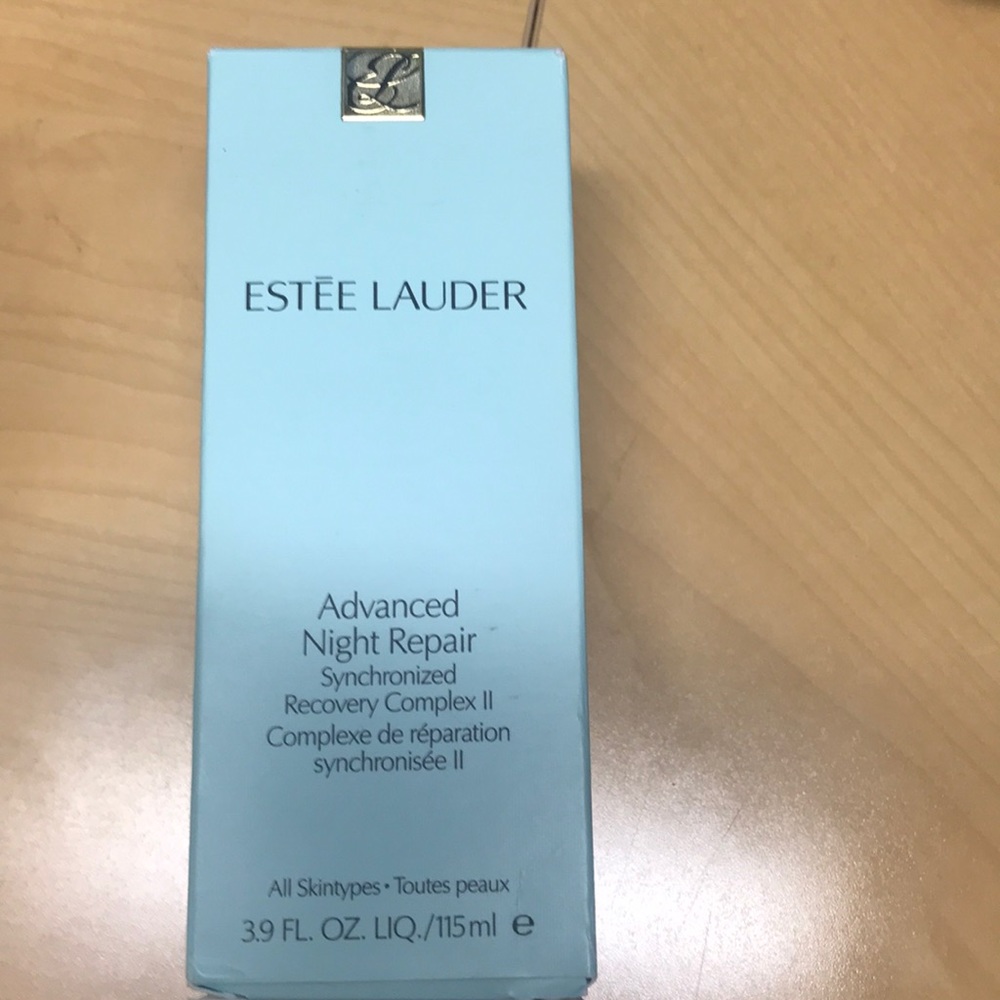 ESTĒE LAUDER
Advanced
Night Repair
Synchronized
Recovery Complex II
Complexe de réparation
synchronisée II
All Skintypes • Toutes peaux
3.9 FL. OZ. LIQ./115ml ℮